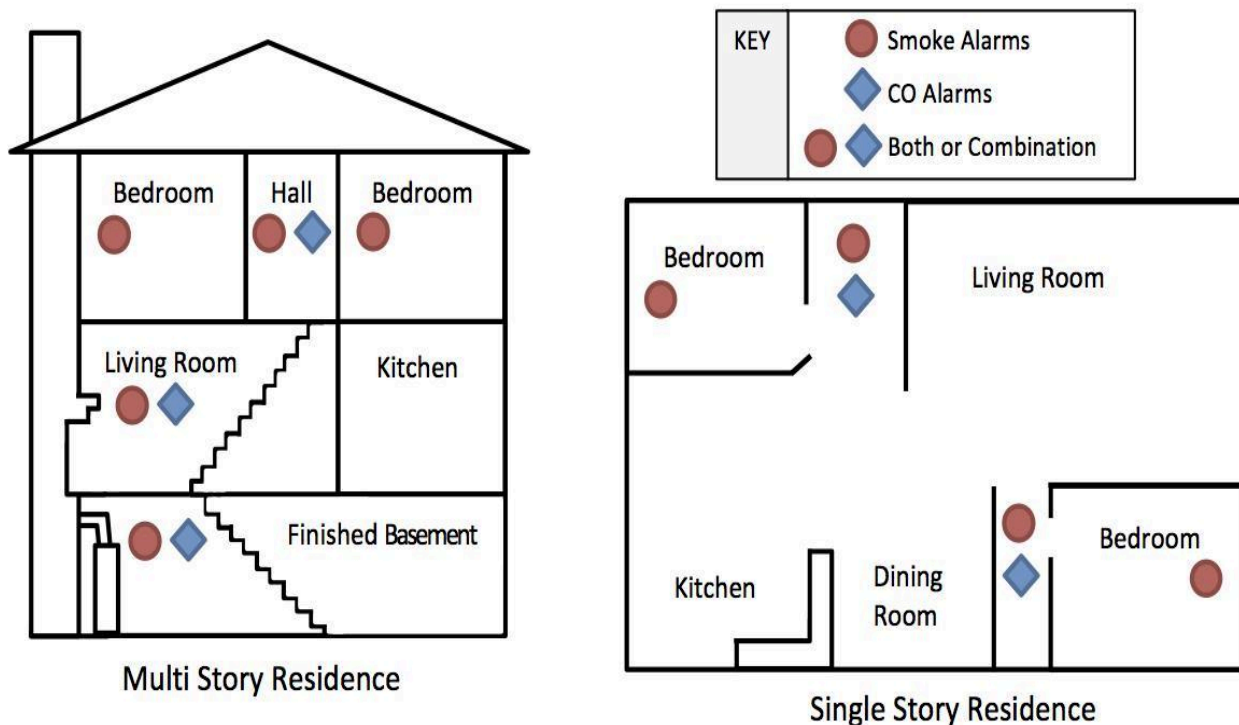 KEY
Smoke Alarms
CO Alarms
Both or Combination
Bedroom
Hall
Bedroom
Living Room
Kitchen
Finished Basement
Multi Story Residence
Bedroom
Living Room
Kitchen
Dining
Room
Bedroom
Single Story Residence